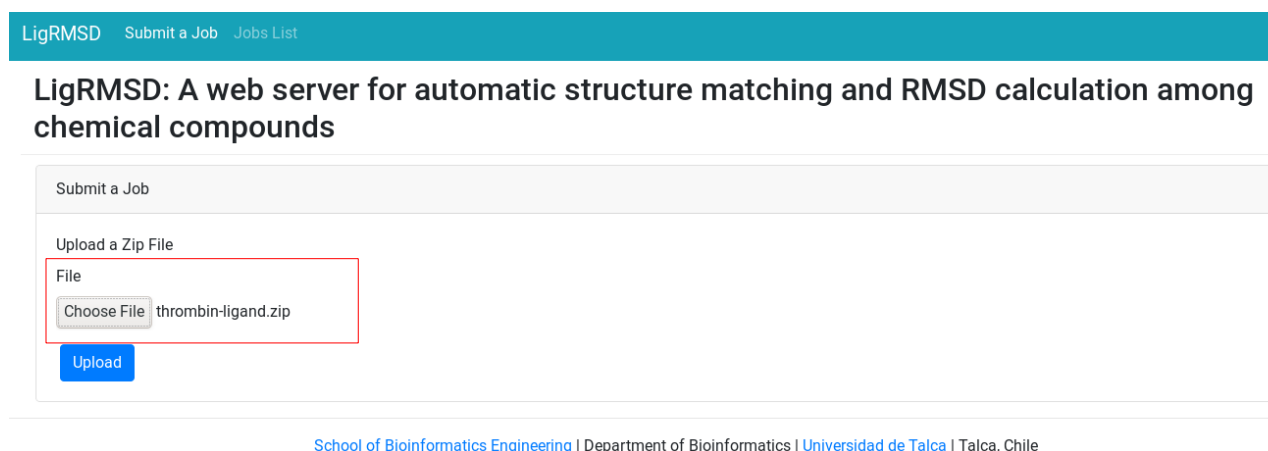 LigRMSD Submit a Job Jobs List
LigRMSD: A web server for automatic structure matching and RMSD calculation among
chemical compounds
Submit a Job
Upload a Zip File
File
Choose File thrombin-ligand.zip
Upload
School of Bioinformatics Engineering | Department of Bioinformatics | Universidad de Talca | Talca, Chile